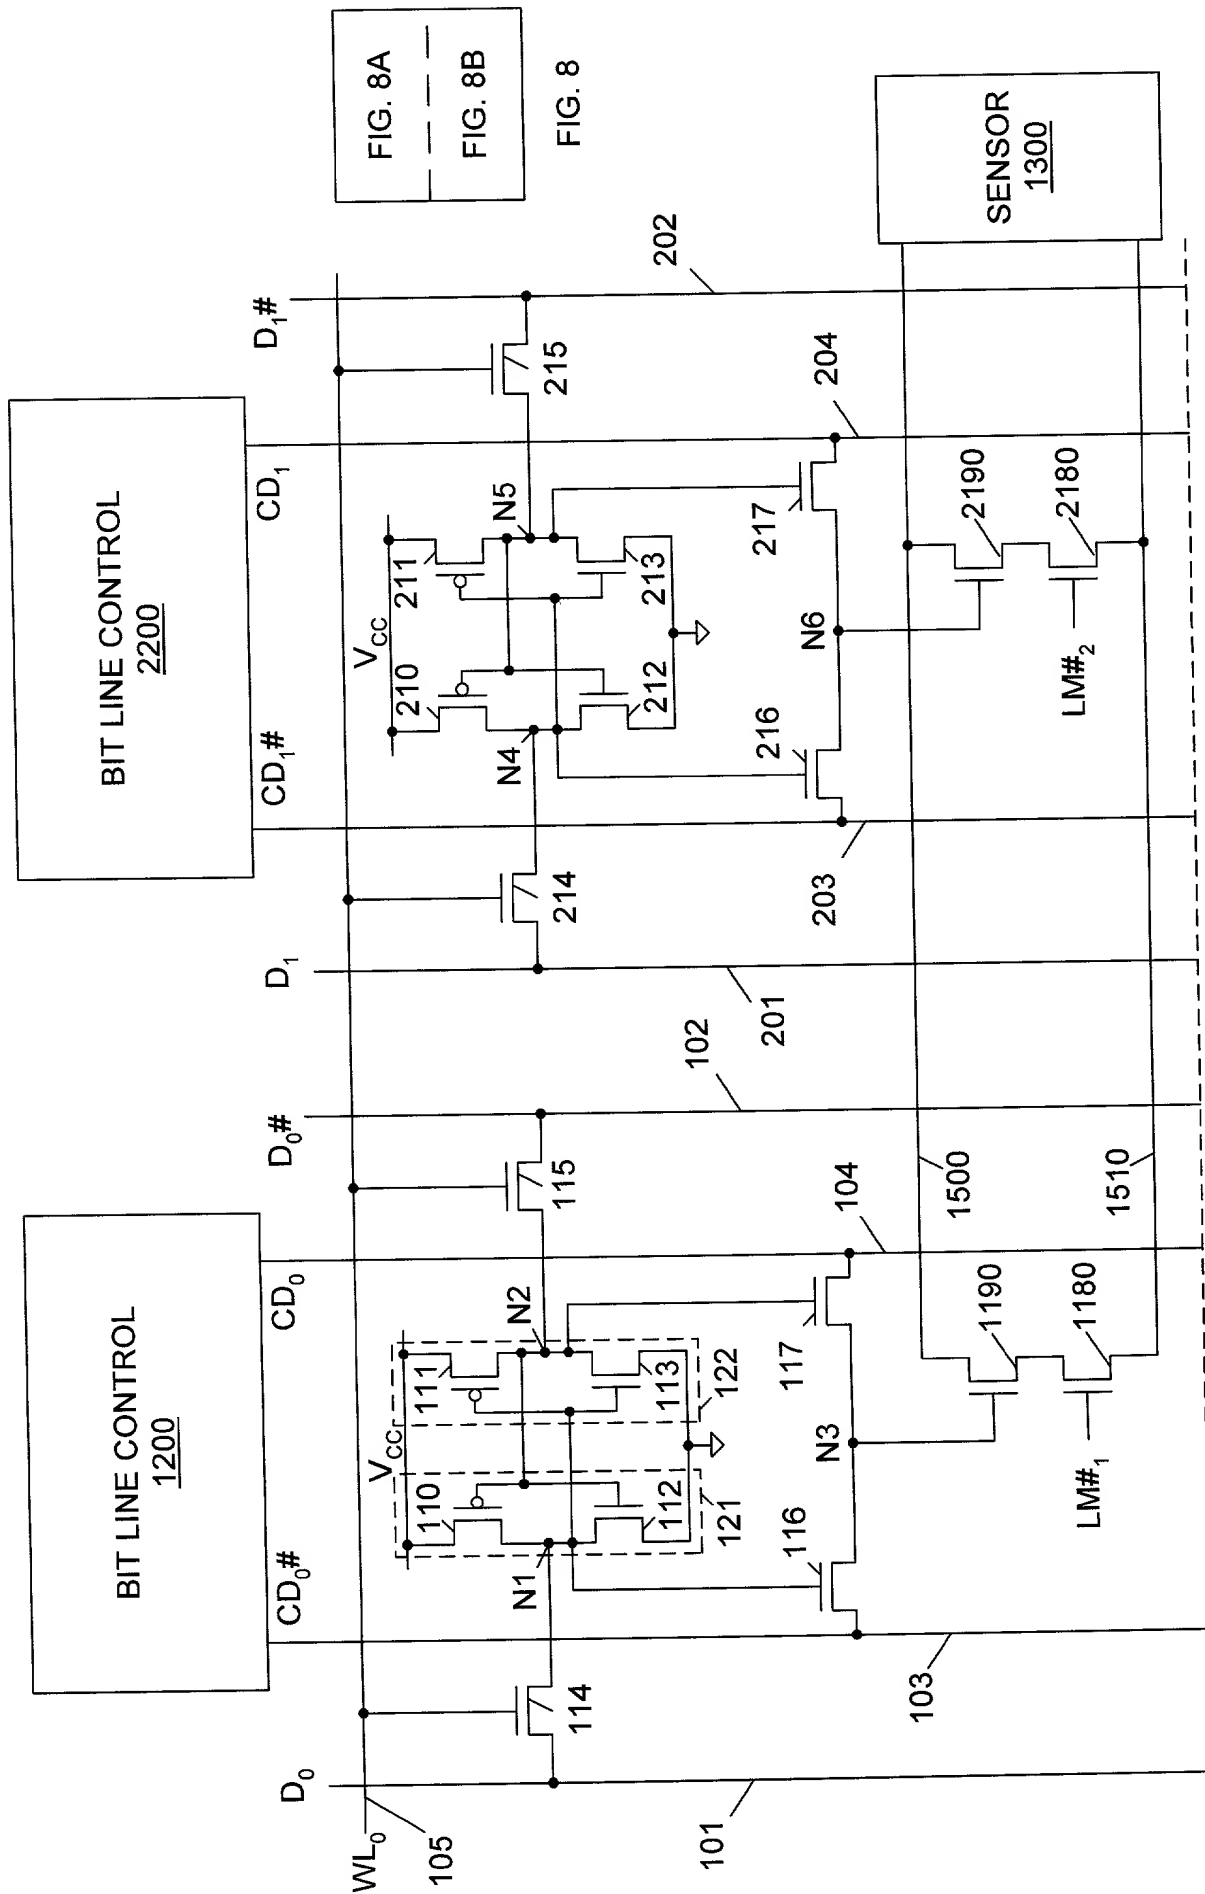 BIT LINE CONTROL
1200
BIT LINE CONTROL
2200
FIG. 8A
FIG. 8B
FIG. 8
CD0#
CD0
CD1#
CD1
D0
D0#
D1
D1#
WL0
105
VCC
VCC
110
111
210
211
N1
N2
N4
N5
114
112
113
115
214
212
213
215
121
122
116
N3
117
216
N6
217
103
104
203
204
101
102
201
202
1500
1190
1180
1510
LM#1
2190
2180
LM#2
SENSOR
1300